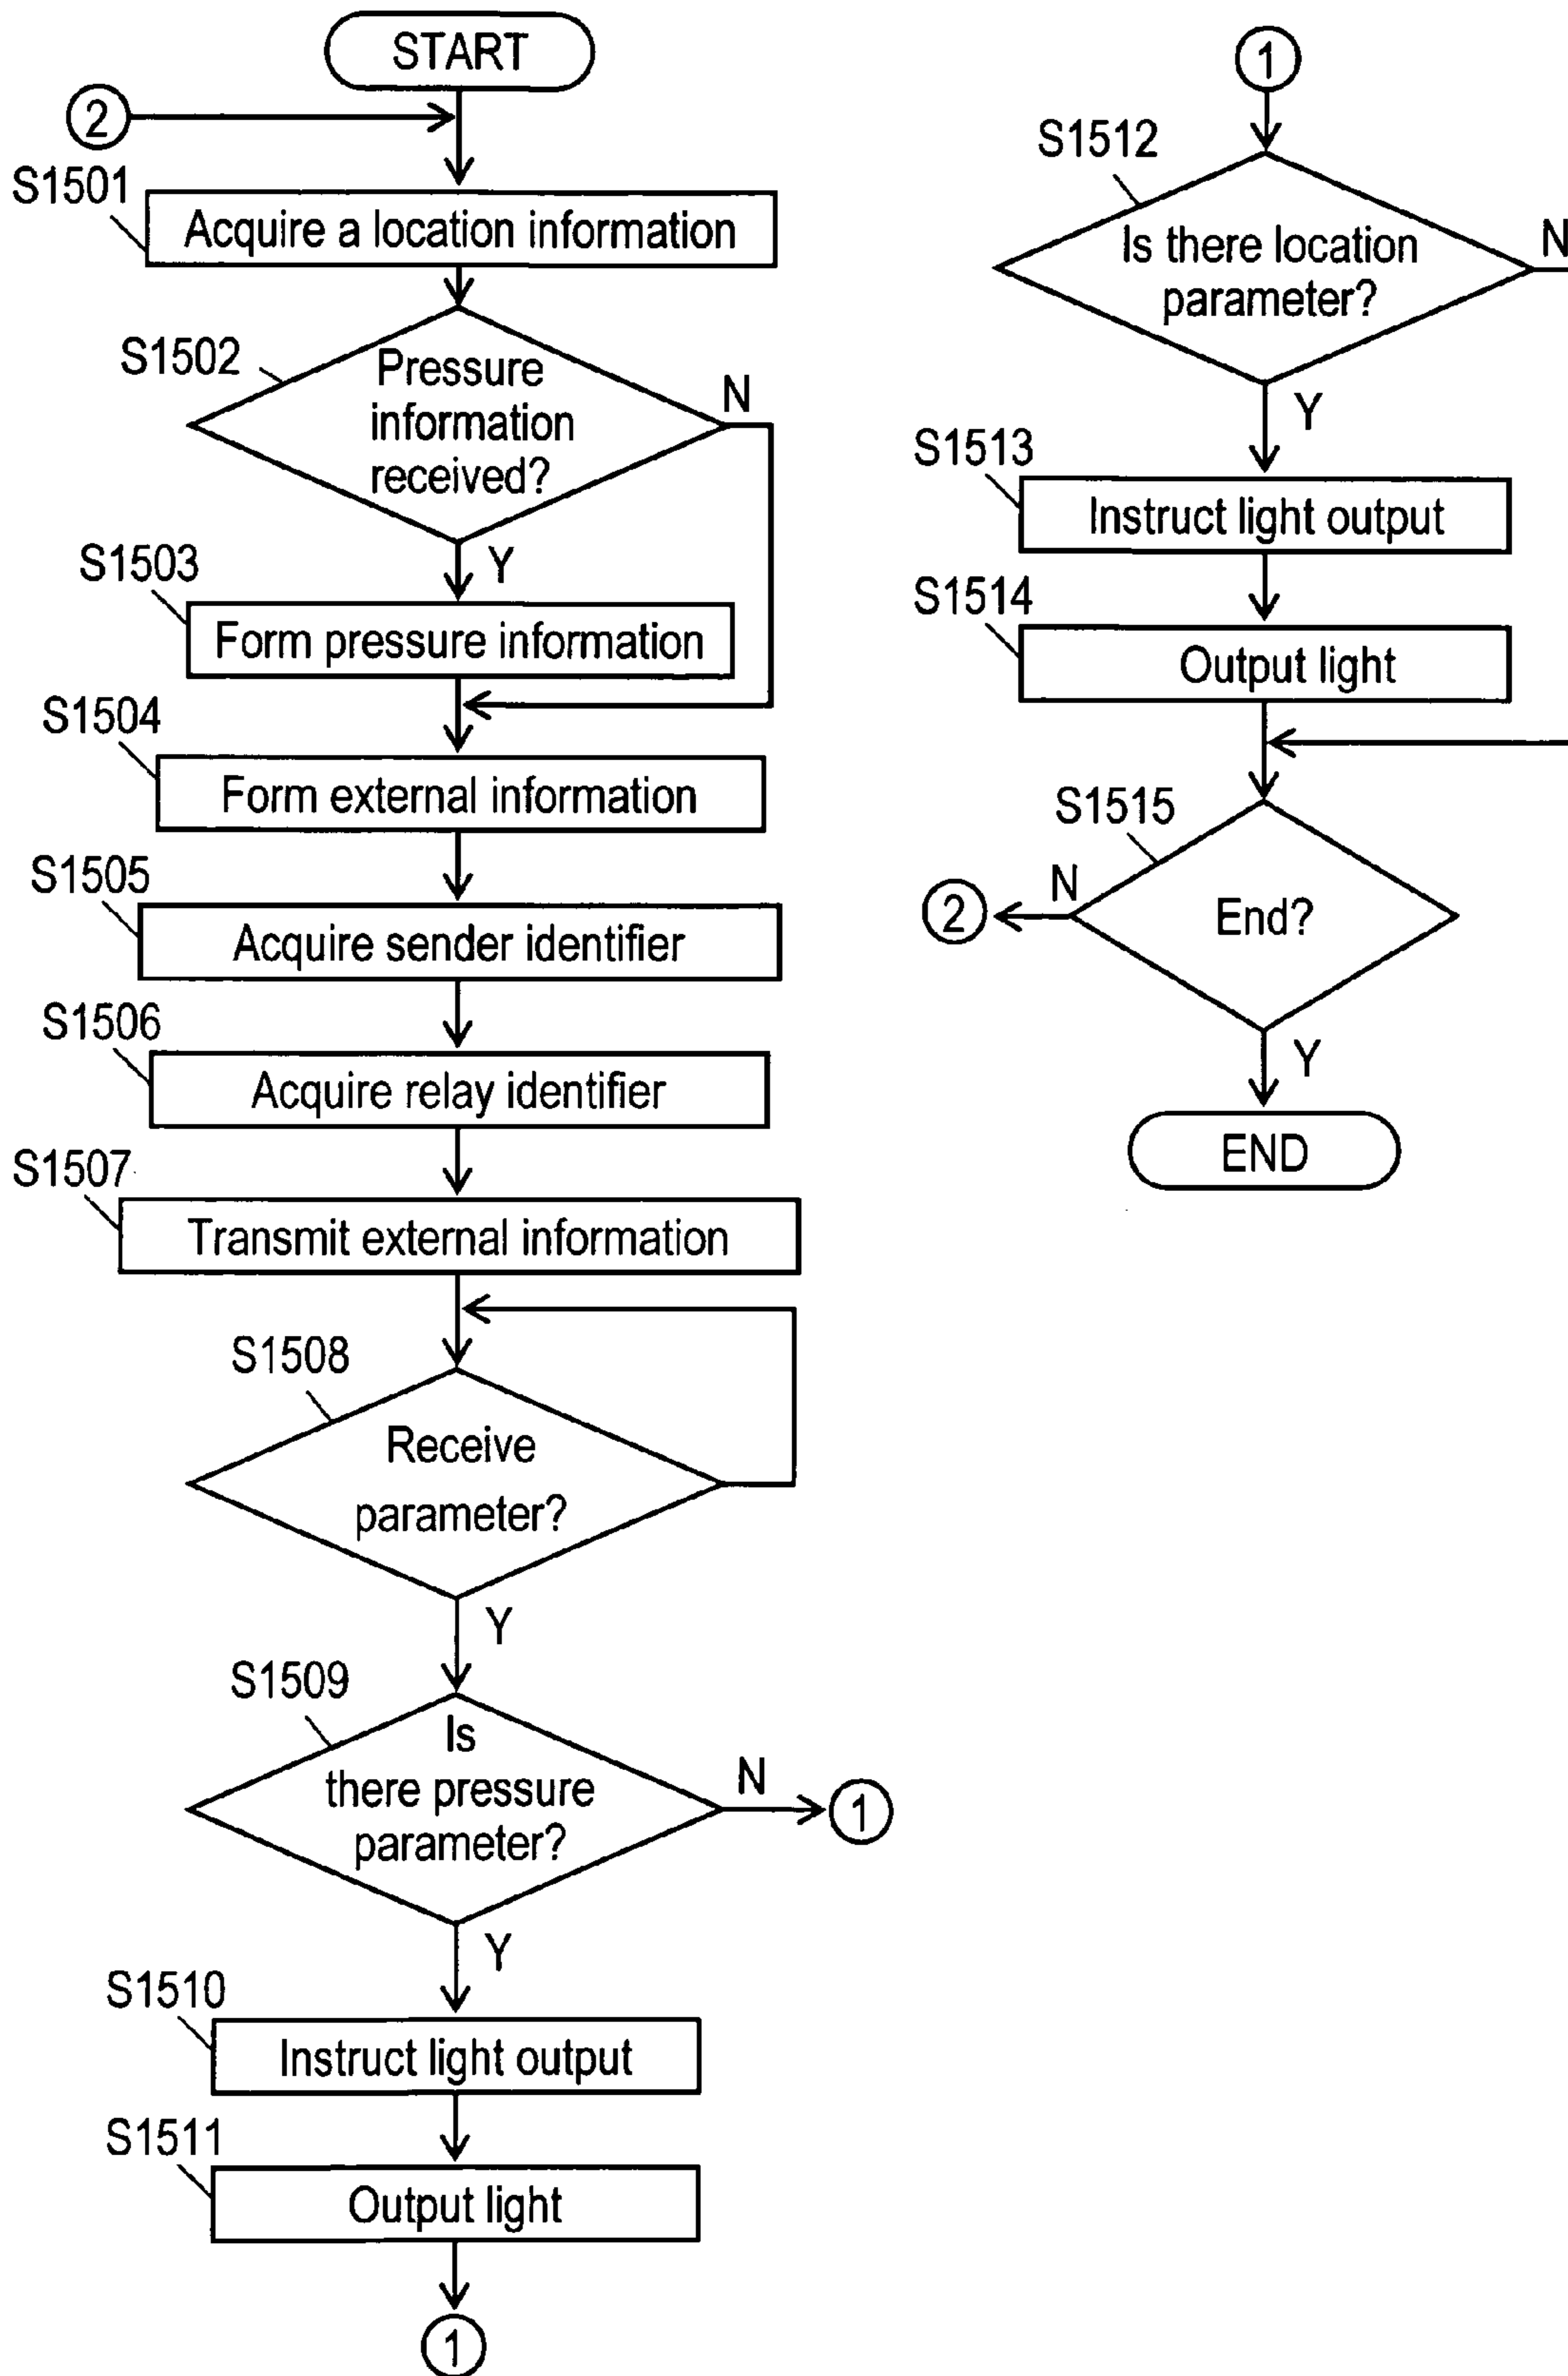 START
2
S1501
Acquire a location information
S1502
Pressure
information
received?
N
Y
S1503
Form pressure information
S1504
Form external information
S1505
Acquire sender identifier
S1506
Acquire relay identifier
S1507
Transmit external information
S1508
Receive
parameter?
Y
S1509
Is
there pressure
parameter?
N
1
Y
S1510
Instruct light output
S1511
Output light
1
1
S1512
Is there location
parameter?
N
Y
S1513
Instruct light output
S1514
Output light
S1515
End?
N
2
Y
END